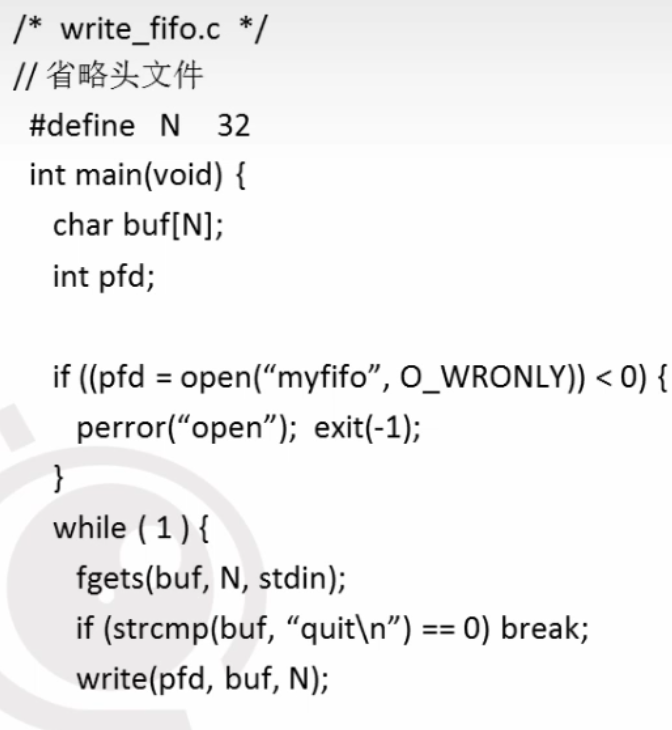 /* write_fifo.c */
// 省略头文件
#define N 32
int main(void) {
char buf[N];
int pfd;
if ((pfd = open(“myfifo”, O_WRONLY)) < 0) {
perror(“open”); exit(-1);
}
while ( 1 ) {
fgets(buf, N, stdin);
if (strcmp(buf, “quit\n”) == 0) break;
write(pfd, buf, N);